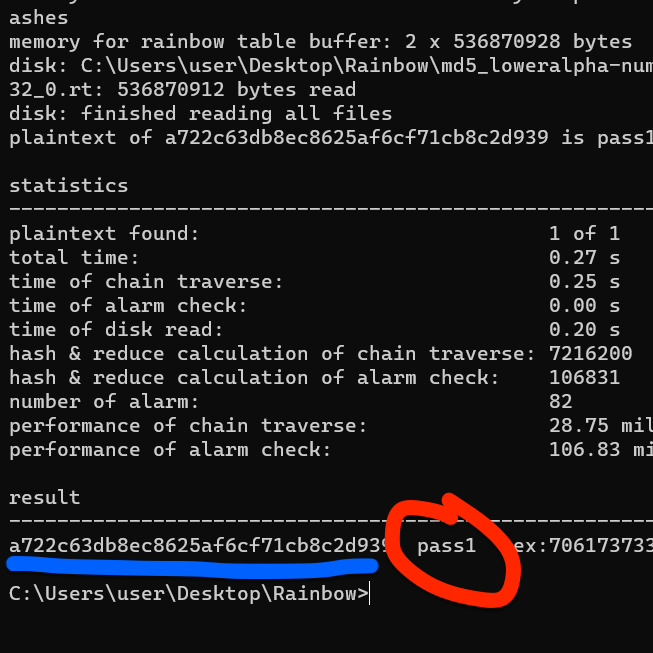 ashes
memory for rainbow table buffer: 2 x 536870928 bytes
disk: C:\Users\user\Desktop\Rainbow\md5_loweralpha-num
32_0.rt: 536870912 bytes read
disk: finished reading all files
plaintext of a722c63db8ec8625af6cf71cb8c2d939 is pass1
statistics
plaintext found: 1 of 1
total time: 0.27 s
time of chain traverse: 0.25 s
time of alarm check: 0.00 s
time of disk read: 0.20 s
hash & reduce calculation of chain traverse: 7216200
hash & reduce calculation of alarm check: 106831
number of alarm: 82
performance of chain traverse: 28.75 mil
performance of alarm check: 106.83 mi
result
a722c63db8ec8625af6cf71cb8c2d939 pass1 ex:706173733
C:\Users\user\Desktop\Rainbow>